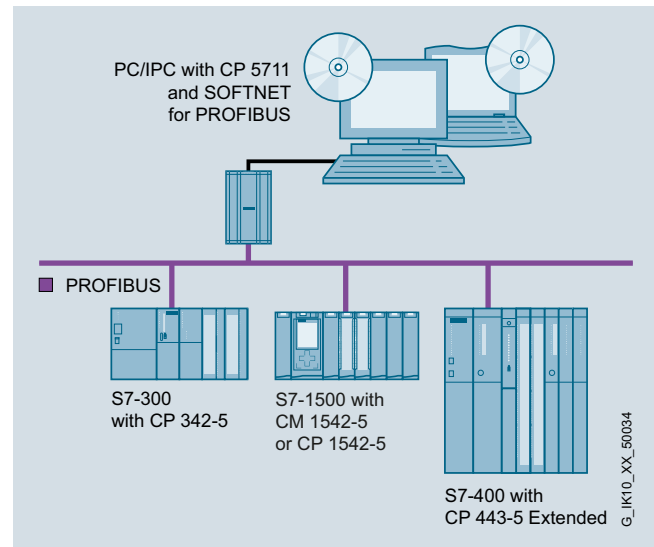 PC/IPC with CP 5711
and SOFTNET
for PROFIBUS
PROFIBUS
S7-300
with CP 342-5
S7-1500 with
CM 1542-5
or CP 1542-5
S7-400 with
CP 443-5 Extended
G_IK10_XX_50034